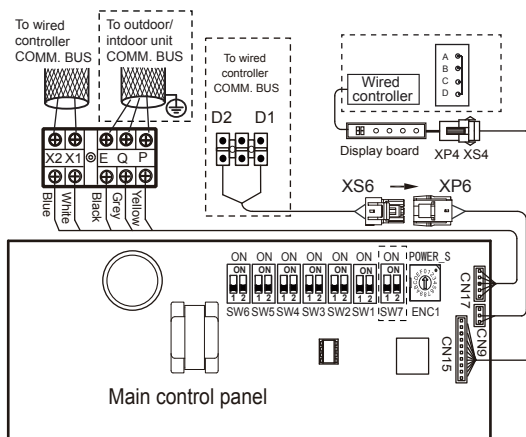 To wired
controller
COMM. BUS
To outdoor/
intdoor unit
COMM. BUS
To wired
controller
COMM. BUS
D2 D1
A
B
C
D
Wired
controller
Display board
XP4 XS4
X2 X1 E Q P
Blue
White
Black
Grey
Yellow
XS6 XP6
ON ON ON ON ON ON ON POWER_S
ON ON ON ON ON ON ON
1 2 1 2 1 2 1 2 1 2 1 2 1 2
SW6 SW5 SW4 SW3 SW2 SW1 SW7 ENC1
CN17
CN9
CN15
Main control panel